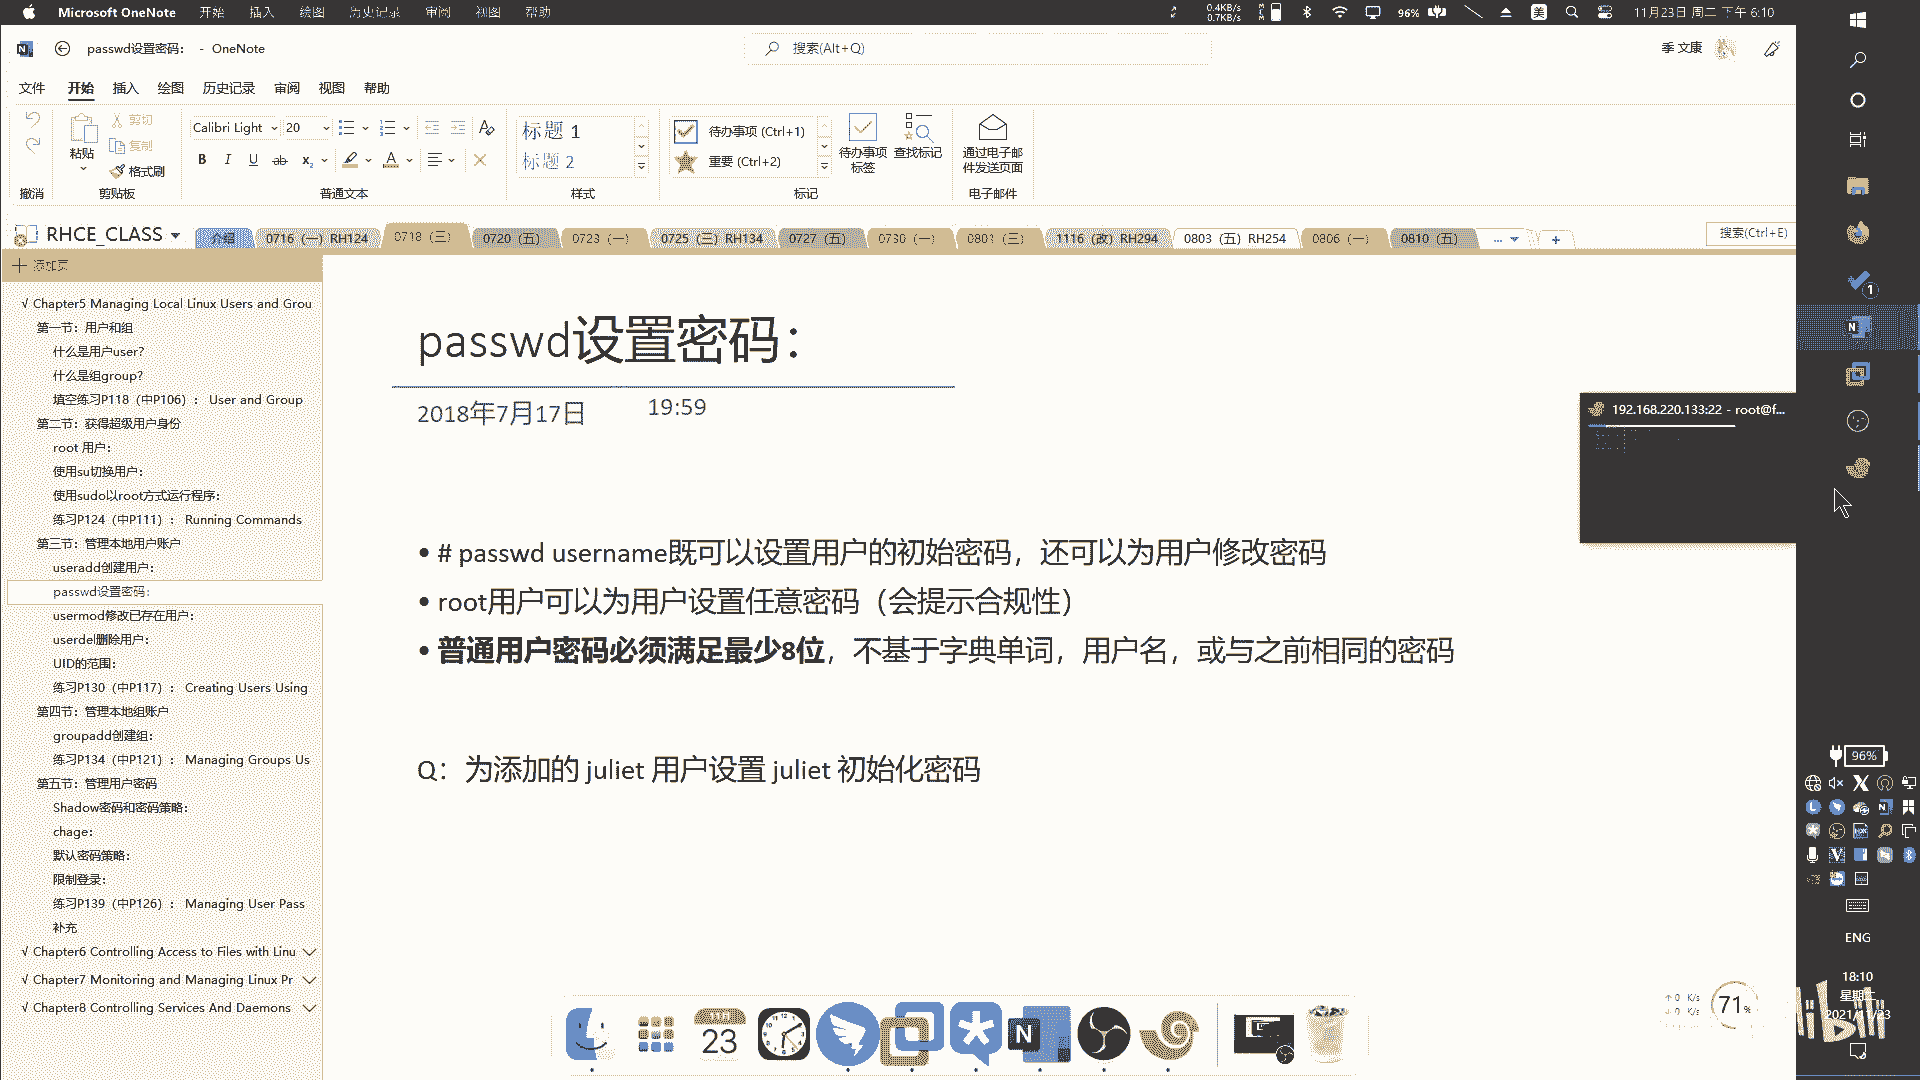 Microsoft OneNote 开始 插入 绘图 历史记录 审阅 视图 帮助
0.4KB/s
0.7KB/s
96%
美
11月23日 周二 下午 6:10
passwd设置密码: - OneNote
搜索(Alt+Q)
季 文康
文件 开始 插入 绘图 历史记录 审阅 视图 帮助
粘贴
剪切
复制
格式刷
Calibri Light 20
标题 1
标题 2
待办事项 (Ctrl+1)
重要 (Ctrl+2)
待办事项
标签
查找标记
通过电子邮
件发送页面
撤消 剪贴板 普通文本 样式 标记 电子邮件
RHCE_CLASS
介绍 0716 (一) RH124 0718 (三) 0720 (五) 0723 (一) 0725 (三) RH134 0727 (五) 0730 (一) 0801 (三) 1116 (改) RH294 0803 (五) RH254 0806 (一) 0810 (五) ... +
搜索(Ctrl+E)
添加页
√ Chapter5 Managing Local Linux Users and Grou
第一节：用户和组
什么是用户user?
什么是组group?
填空练习P118（中P106）： User and Group
第二节：获得超级用户身份
root 用户:
使用su切换用户:
使用sudo以root方式运行程序:
练习P124（中P111）： Running Commands
第三节：管理本地用户账户
useradd创建用户:
passwd设置密码:
usermod修改已存在用户:
userdel删除用户:
UID的范围:
练习P130（中P117）： Creating Users Using
第四节：管理本地组账户
groupadd创建组:
练习P134（中P121）： Managing Groups Us
第五节：管理用户密码
Shadow密码和密码策略:
chage:
默认密码策略:
限制登录:
练习P139（中P126）： Managing User Pass
补充
√ Chapter6 Controlling Access to Files with Linu
√ Chapter7 Monitoring and Managing Linux Pr
√ Chapter8 Controlling Services And Daemons
passwd设置密码：
2018年7月17日 19:59
• # passwd username既可以设置用户的初始密码，还可以为用户修改密码
• root用户可以为用户设置任意密码（会提示合规性）
• 普通用户密码必须满足最少8位，不基于字典单词，用户名，或与之前相同的密码
Q：为添加的 juliet 用户设置 juliet 初始化密码
192.168.220.133:22 - root@f...
1
96%
ENG
18:10
星期二
2021/11/23
0 K/s
0 K/s
71%
23
bilibili